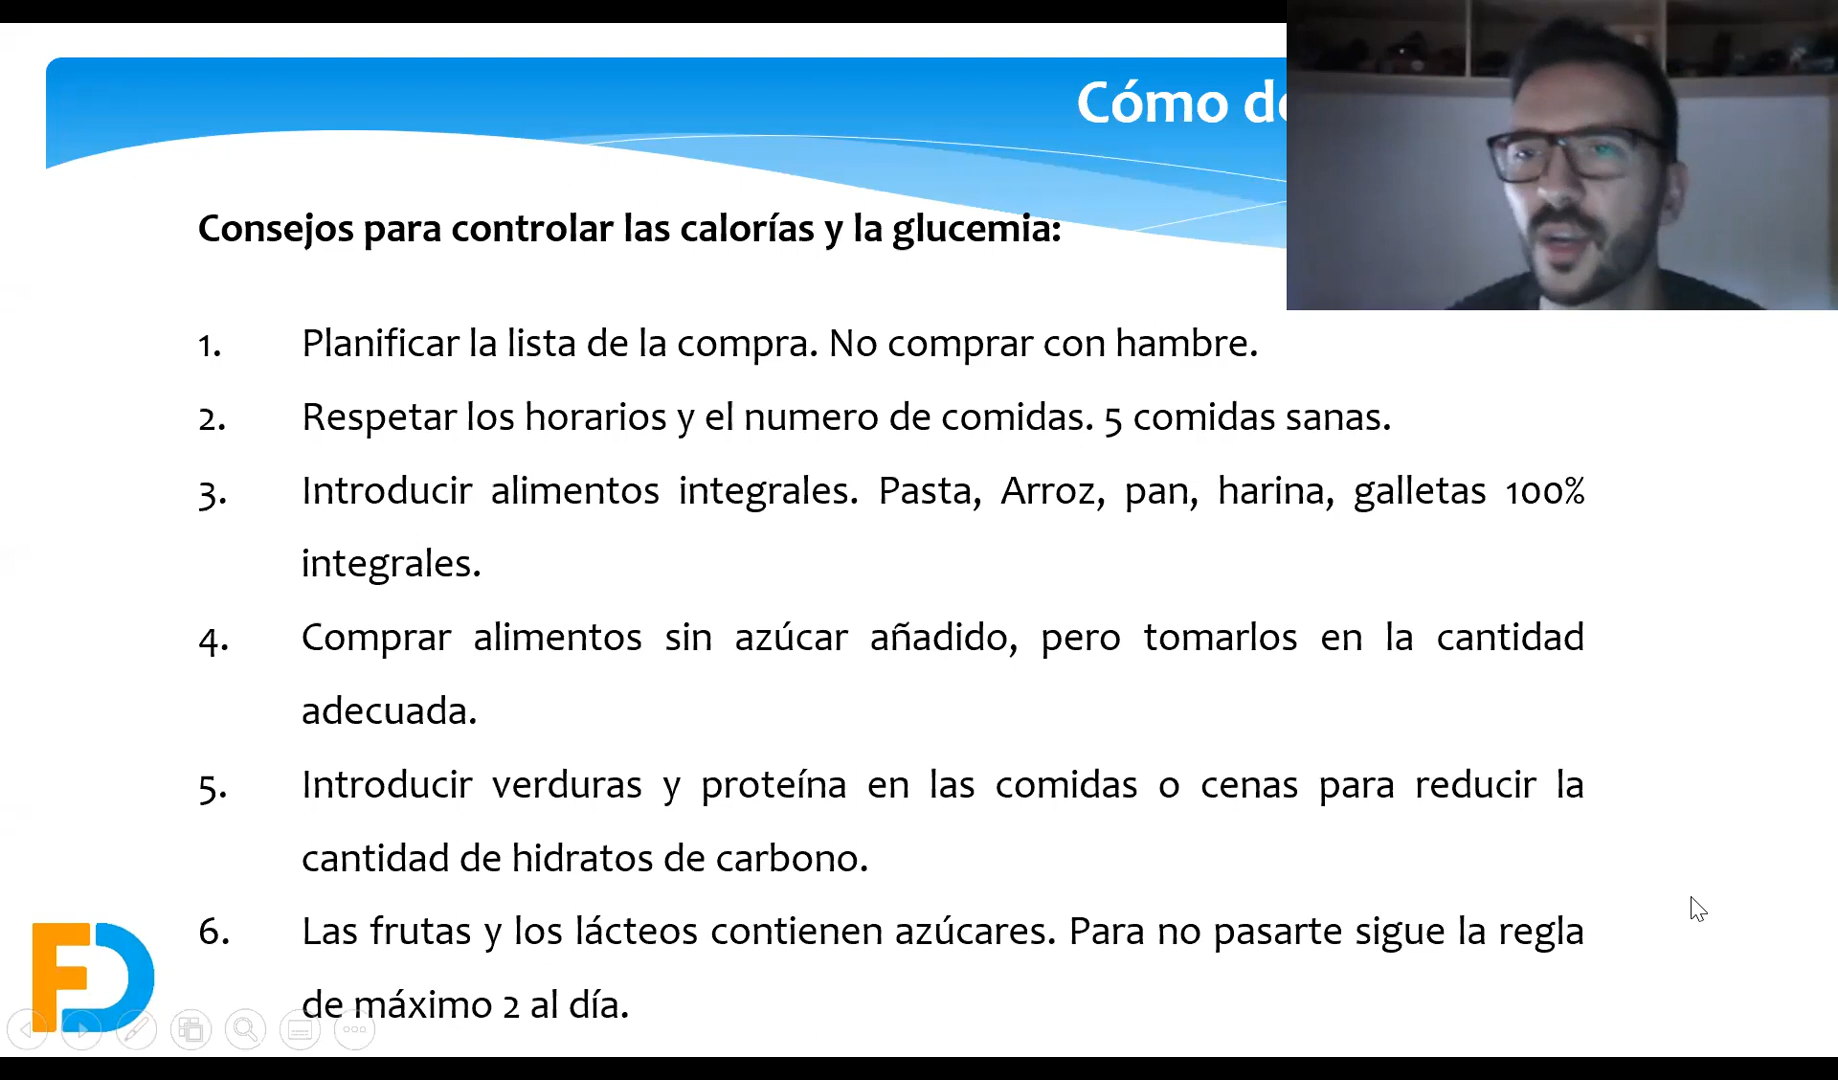 Cómo
Consejos para controlar las calorías y la glucemia:
1. Planificar la lista de la compra. No comprar con hambre.
2. Respetar los horarios y el numero de comidas. 5 comidas sanas.
3. Introducir alimentos integrales. Pasta, Arroz, pan, harina, galletas 100%
integrales.
4. Comprar alimentos sin azúcar añadido, pero tomarlos en la cantidad
adecuada.
5. Introducir verduras y proteína en las comidas o cenas para reducir la
cantidad de hidratos de carbono.
6. Las frutas y los lácteos contienen azúcares. Para no pasarte sigue la regla
de máximo 2 al día.
FD